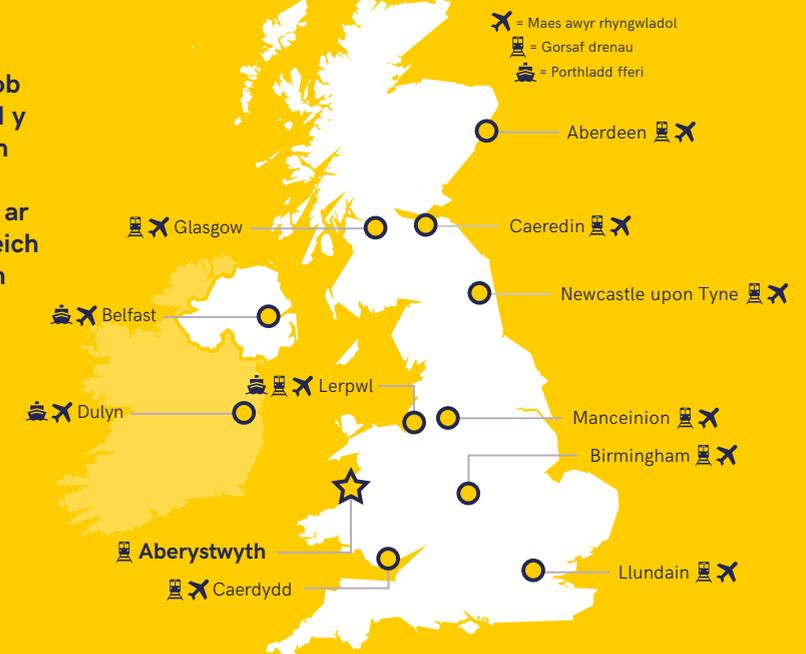 = Maes awyr rhyngwladol
= Gorsaf drenau
= Porthladd fferi
y
ar
Aberdeen
Glasgow
Caeredin
Newcastle upon Tyne
Belfast
Lerpwl
Dulyn
Manceinion
Birmingham
Aberystwyth
Llundain
Caerdydd